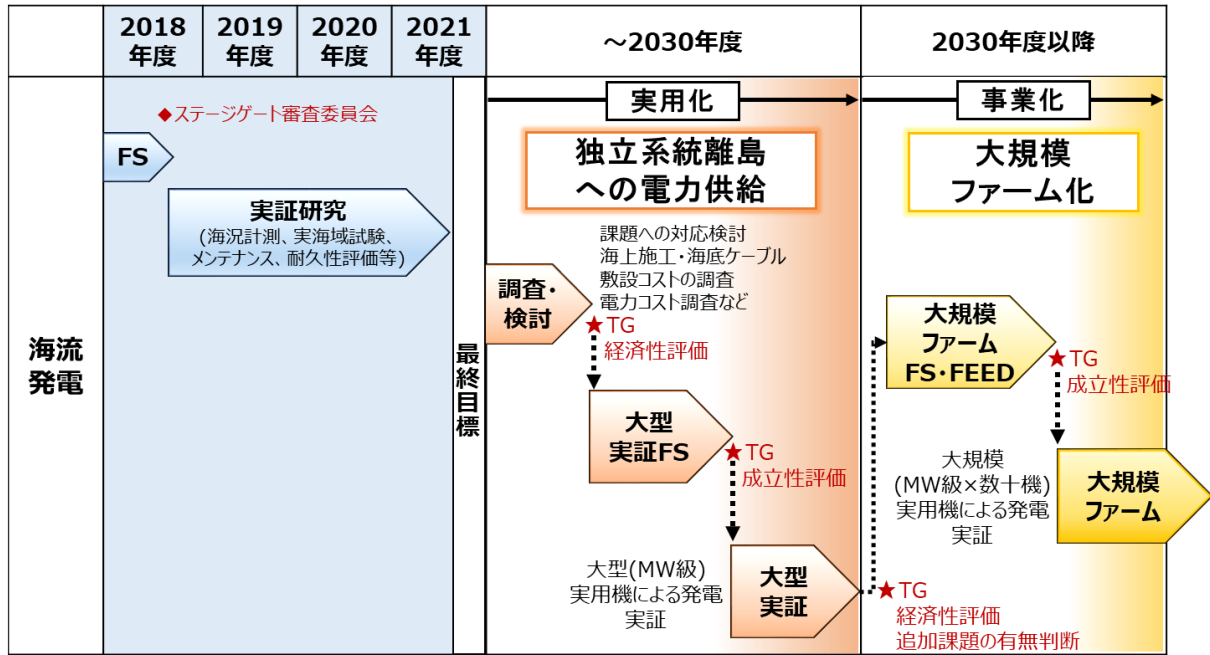 2018
年度
2019
年度
2020
年度
2021
年度
～2030年度
2030年度以降
海流
発電
◆ステージゲート審査委員会
FS
実証研究
(海況計測、実海域試験、
メンテナンス、耐久性評価等)
最終目標
実用化
独立系統離島
への電力供給
課題への対応検討
海上施工・海底ケーブル
敷設コストの調査
電力コスト調査など
調査・
検討
★TG
経済性評価
大型
実証FS
★TG
成立性評価
大型(MW級)
実用機による発電
実証
大型
実証
事業化
大規模
ファーム化
大規模
ファーム
FS・FEED
★TG
成立性評価
大規模
(MW級×数十機)
実用機による発電
実証
大規模
ファーム
★TG
経済性評価
追加課題の有無判断